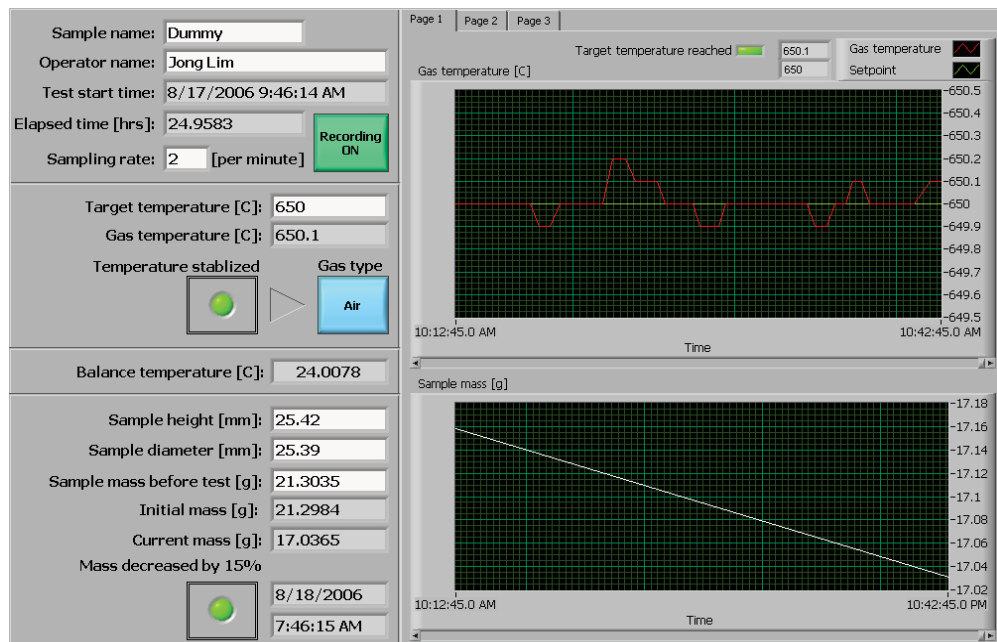 Sample name: Dummy
Operator name: Jong Lim
Test start time: 8/17/2006 9:46:14 AM
Elapsed time [hrs]: 24.9583
Recording ON
Sampling rate: 2 [per minute]
Target temperature [C]: 650
Gas temperature [C]: 650.1
Temperature stablized
Gas type
Air
Balance temperature [C]: 24.0078
Sample height [mm]: 25.42
Sample diameter [mm]: 25.39
Sample mass before test [g]: 21.3035
Initial mass [g]: 21.2984
Current mass [g]: 17.0365
Mass decreased by 15%
8/18/2006
7:46:15 AM
Page 1 Page 2 Page 3
Target temperature reached 650.1 Gas temperature
Gas temperature [C] 650 Setpoint
650.5
650.4
650.3
650.2
650.1
650
649.9
649.8
649.7
649.6
649.5
10:12:45.0 AM 10:42:45.0 AM
Time
Sample mass [g]
17.18
17.16
17.14
17.12
17.1
17.08
17.06
17.04
17.02
10:12:45.0 AM 10:42:45.0 PM
Time